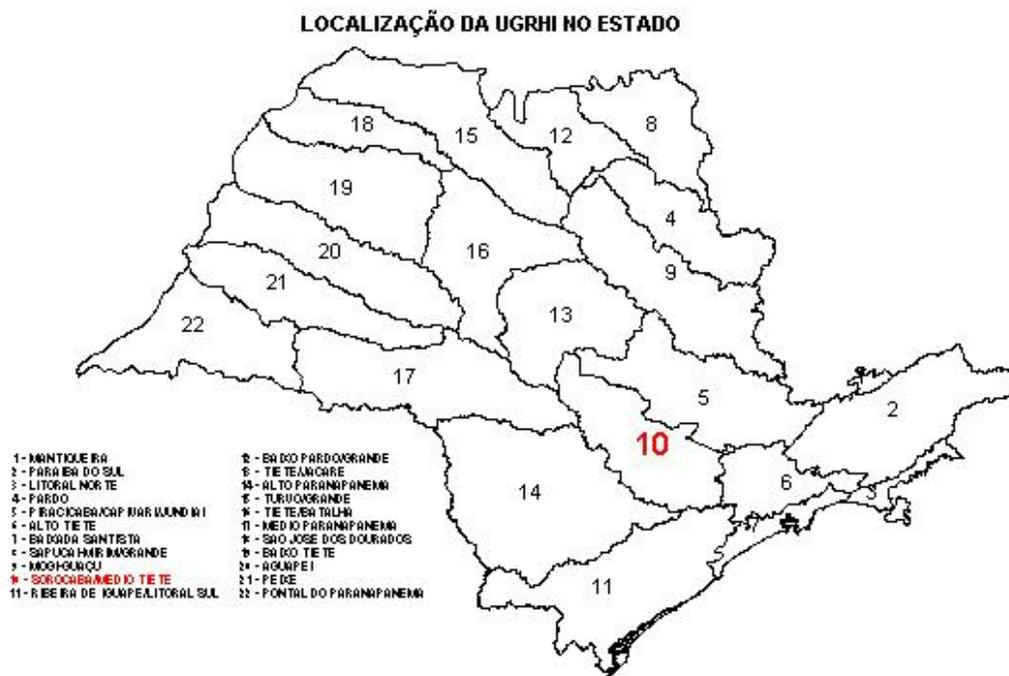 LOCALIZAÇÃO DA UGRHI NO ESTADO
18
15
12
8
19
4
20
16
9
21
13
22
17
5
2
10
14
6
3
11
1 - MANTIQUEIRA
2 - PARAIBA DO SUL
3 - LITORAL NORTE
4 - PARDO
5 - PIRACICABA/CAPIVARI/JUNDIAI
6 - ALTO TIETE
7 - BAIXADA SANTISTA
8 - SAPUCAI-MIRIM/GRANDE
9 - MOGI-GUAÇU
10 - SOROCABA/MEDIO TIETE
11 - RIBEIRA DE IGUAPE/LITORAL SUL
12 - BAIXO PARDO/GRANDE
13 - TIETE/JACARE
14 - ALTO PARANAPANEMA
15 - TURVO/GRANDE
16 - TIETE/BATALHA
17 - MEDIO PARANAPANEMA
18 - SAO JOSE DOS DOURADOS
19 - BAIXO TIETE
20 - AGUAPEI
21 - PEIXE
22 - PONTAL DO PARANAPANEMA